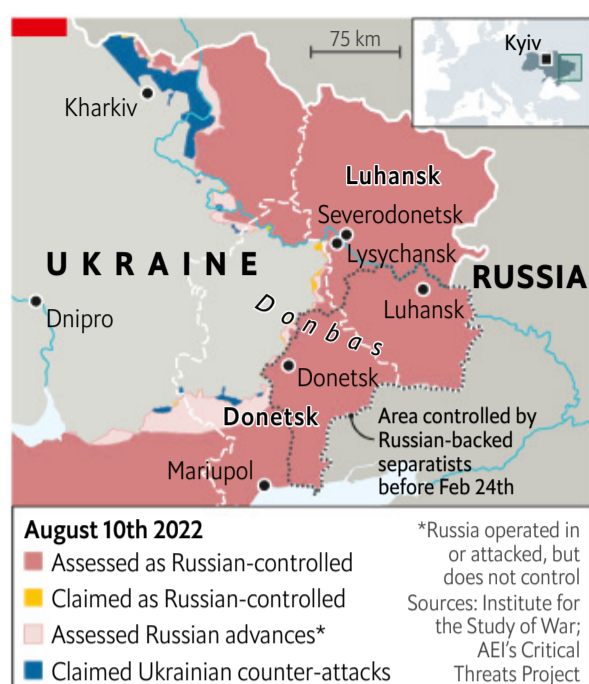 75 km
Kyiv
Kharkiv
Luhansk
Severodonetsk
Lysychansk
UKRAINE
RUSSIA
Luhansk
Dnipro
Donbas
Donetsk
Donetsk
Area controlled by
Russian-backed
separatists
before Feb 24th
Mariupol
August 10th 2022
Assessed as Russian-controlled
Claimed as Russian-controlled
Assessed Russian advances*
Claimed Ukrainian counter-attacks
*Russia operated in
or attacked, but
does not control
Sources: Institute for
the Study of War;
AEI's Critical
Threats Project